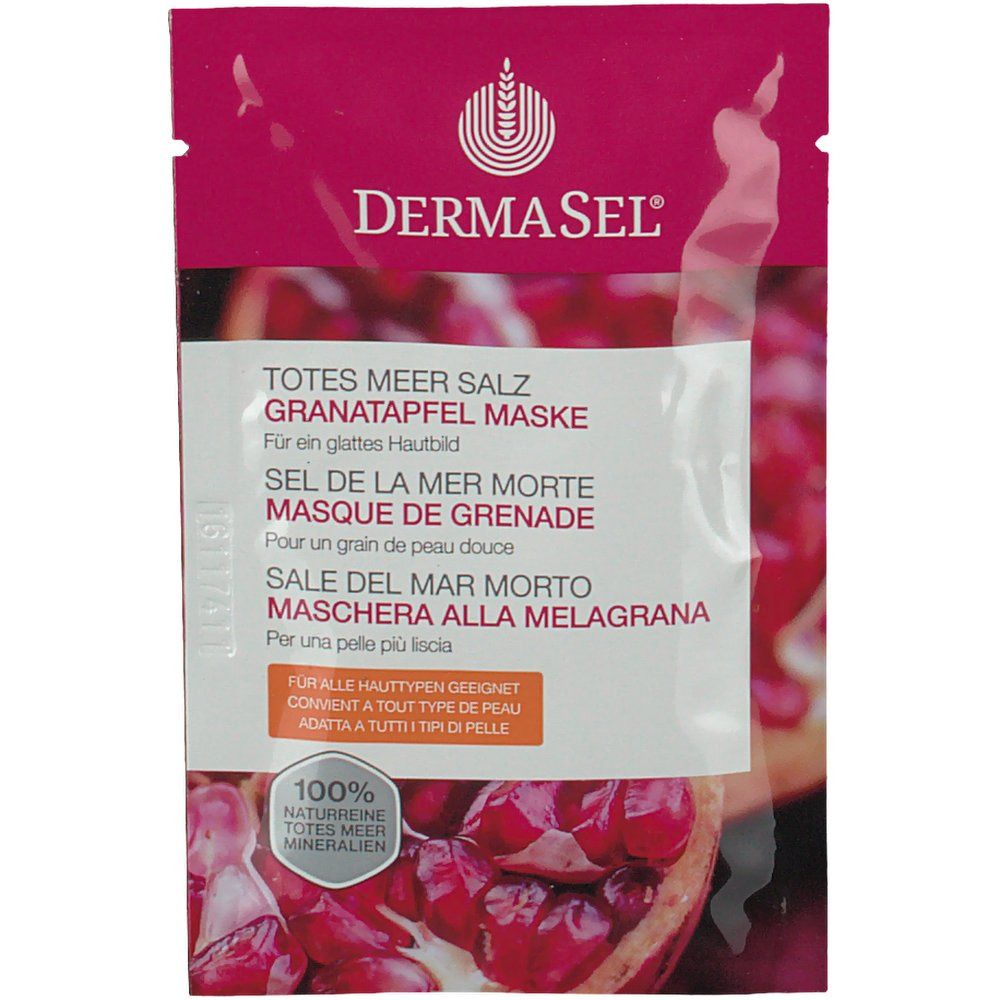 DERMASEL®
TOTES MEER SALZ
GRANATAPFEL MASKE
Für ein glattes Hautbild
SEL DE LA MER MORTE
MASQUE DE GRENADE
Pour un grain de peau douce
SALE DEL MAR MORTO
MASCHERA ALLA MELAGRANA
Per una pelle più liscia
FÜR ALLE HAUTTYPEN GEEIGNET
CONVIENT A TOUT TYPE DE PEAU
ADATTA A TUTTI I TIPI DI PELLE
100%
NATURREINE
TOTES MEER
MINERALIEN